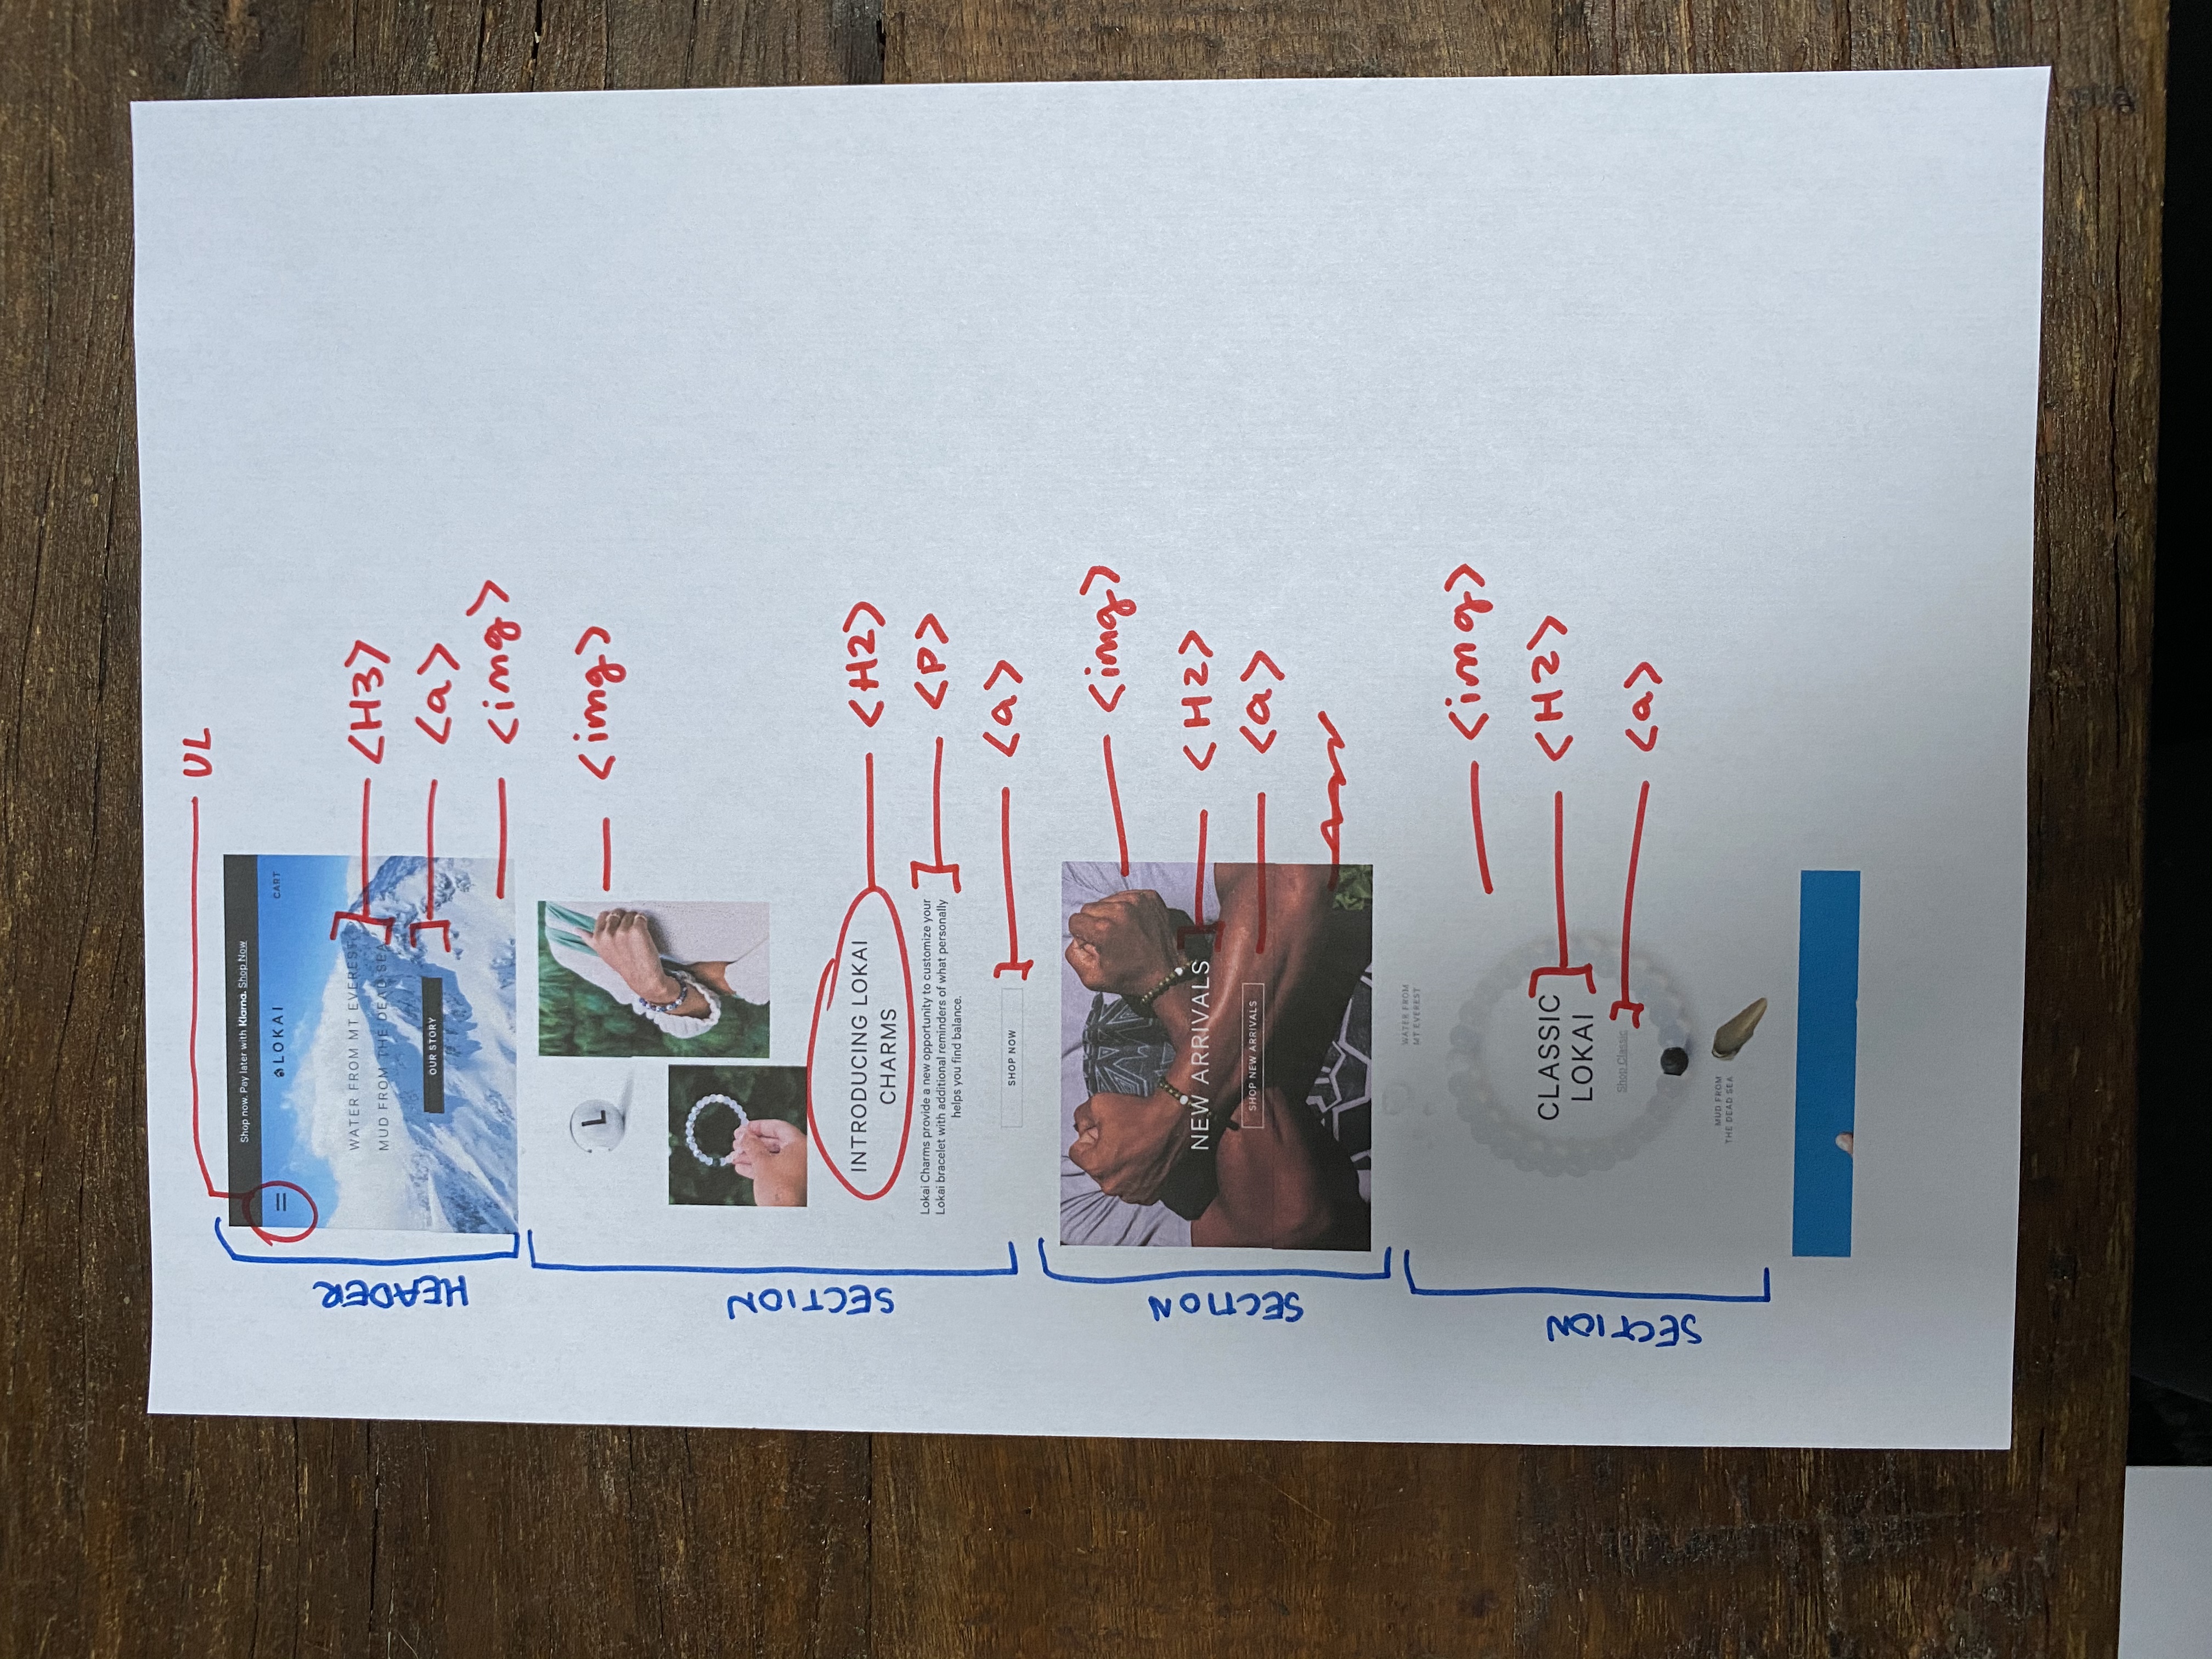 UL
HEADER
Shop now. Pay later with Klarna. Shop Now
LOKAI
CART
WATER FROM MT EVEREST
MUD FROM THE DEAD SEA
<H3>
OUR STORY
<a>
<img>
SECTION
L
<img>
INTRODUCING LOKAI
CHARMS
<H2>
Lokai Charms provide a new opportunity to customize your
Lokai bracelet with additional reminders of what personally
helps you find balance.
<P>
SHOP NOW
<a>
SECTION
<img>
NEW ARRIVALS
<H2>
SHOP NEW ARRIVALS
<a>
SECTION
WATER FROM
MT EVEREST
<img>
CLASSIC
LOKAI
<H2>
Shop Classic
<a>
MUD FROM
THE DEAD SEA